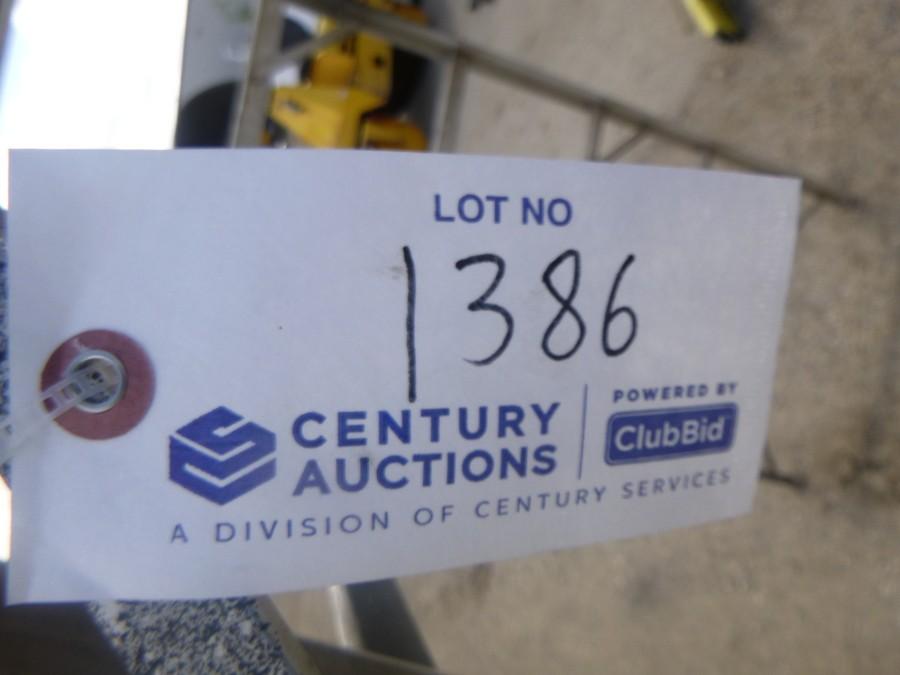 LOT NO
1386
CENTURY
AUCTIONS
POWERED BY
ClubBid
A DIVISION OF CENTURY SERVICES